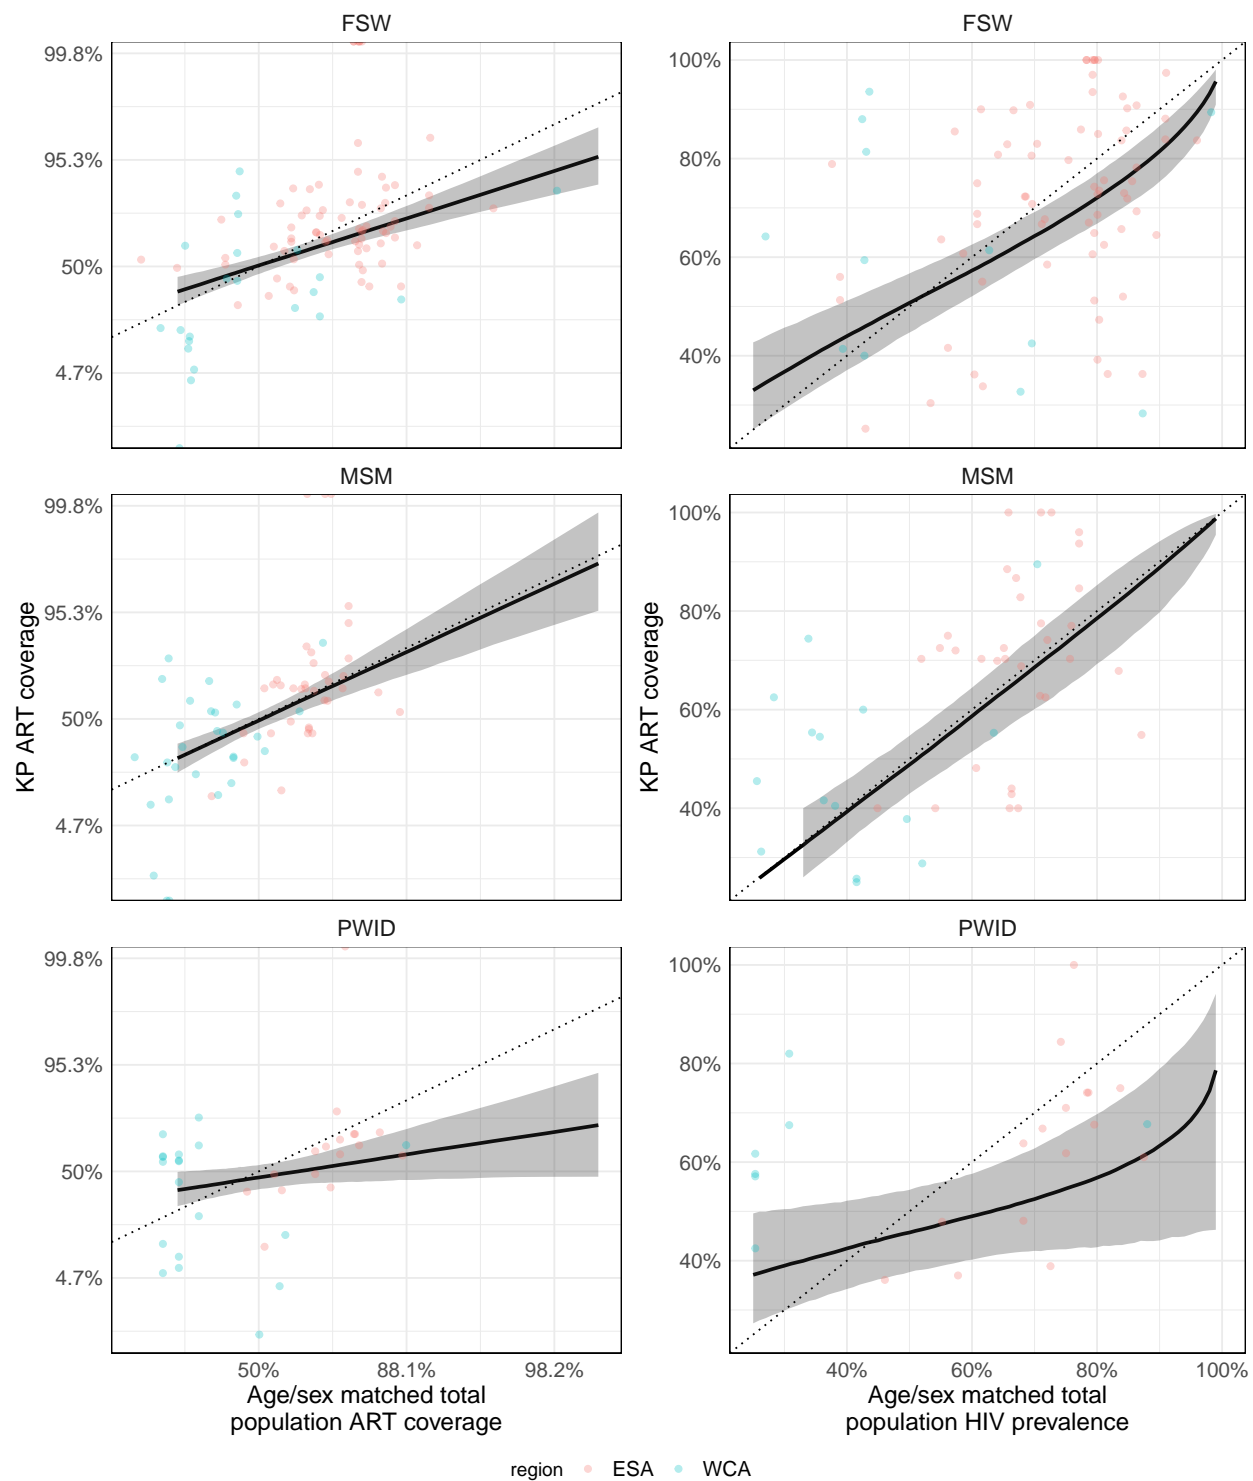 FSW
FSW
99.8%
95.3%
50%
4.7%
100%
80%
60%
40%
MSM
MSM
KP ART coverage
99.8%
95.3%
50%
4.7%
KP ART coverage
100%
80%
60%
40%
PWID
PWID
99.8%
95.3%
50%
4.7%
100%
80%
60%
40%
50% 88.1% 98.2%
40% 60% 80% 100%
Age/sex matched total
population ART coverage
Age/sex matched total
population HIV prevalence
region ESA WCA